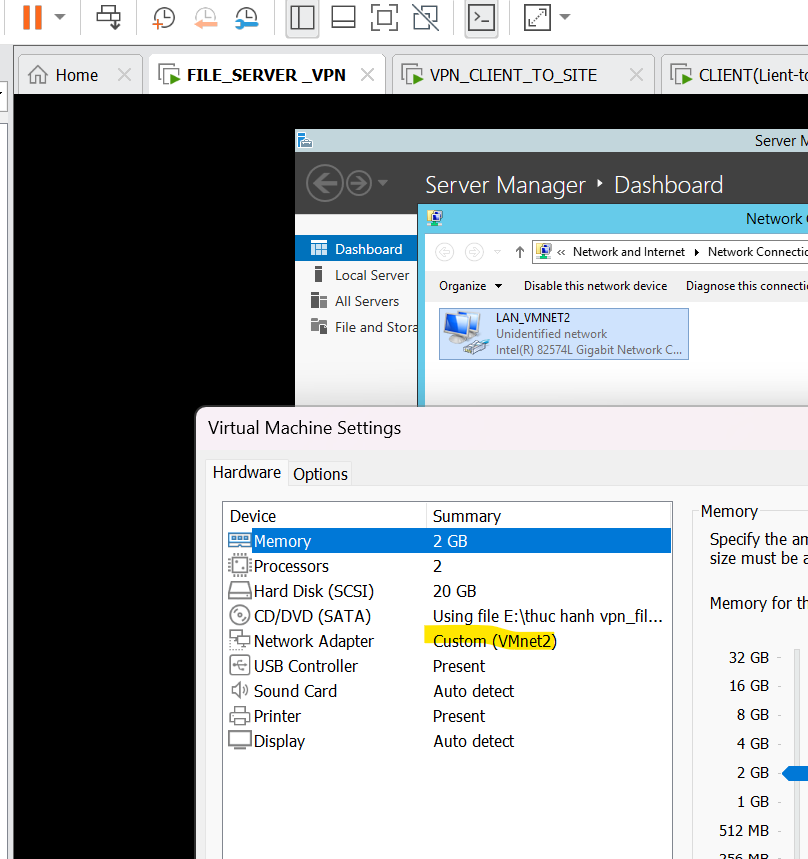 Home
FILE_SERVER _VPN
VPN_CLIENT_TO_SITE
CLIENT(Lient-to
Server M
Server Manager ‣ Dashboard
Network
Dashboard
Local Server
All Servers
File and Stora
« Network and Internet ▸ Network Connectio
Organize Disable this network device Diagnose this connecti
LAN_VMNET2
Unidentified network
Intel(R) 82574L Gigabit Network C...
Virtual Machine Settings
Hardware Options
Device Summary
Memory 2 GB
Processors 2
Hard Disk (SCSI) 20 GB
CD/DVD (SATA) Using file E:\thuc hanh vpn_fil...
Network Adapter Custom (VMnet2)
USB Controller Present
Sound Card Auto detect
Printer Present
Display Auto detect
Memory
Specify the am
size must be a
Memory for th
32 GB
16 GB
8 GB
4 GB
2 GB
1 GB
512 MB
256 MB